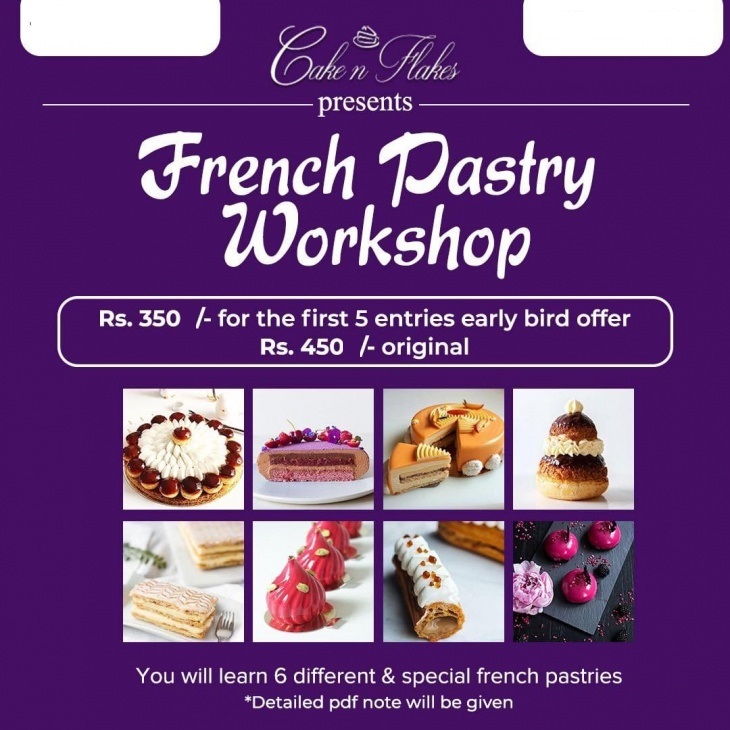 Cake n Flakes
presents
French Pastry
Workshop
Rs. 350 /- for the first 5 entries early bird offer
Rs. 450 /- original
You will learn 6 different & special french pastries
*Detailed pdf note will be given